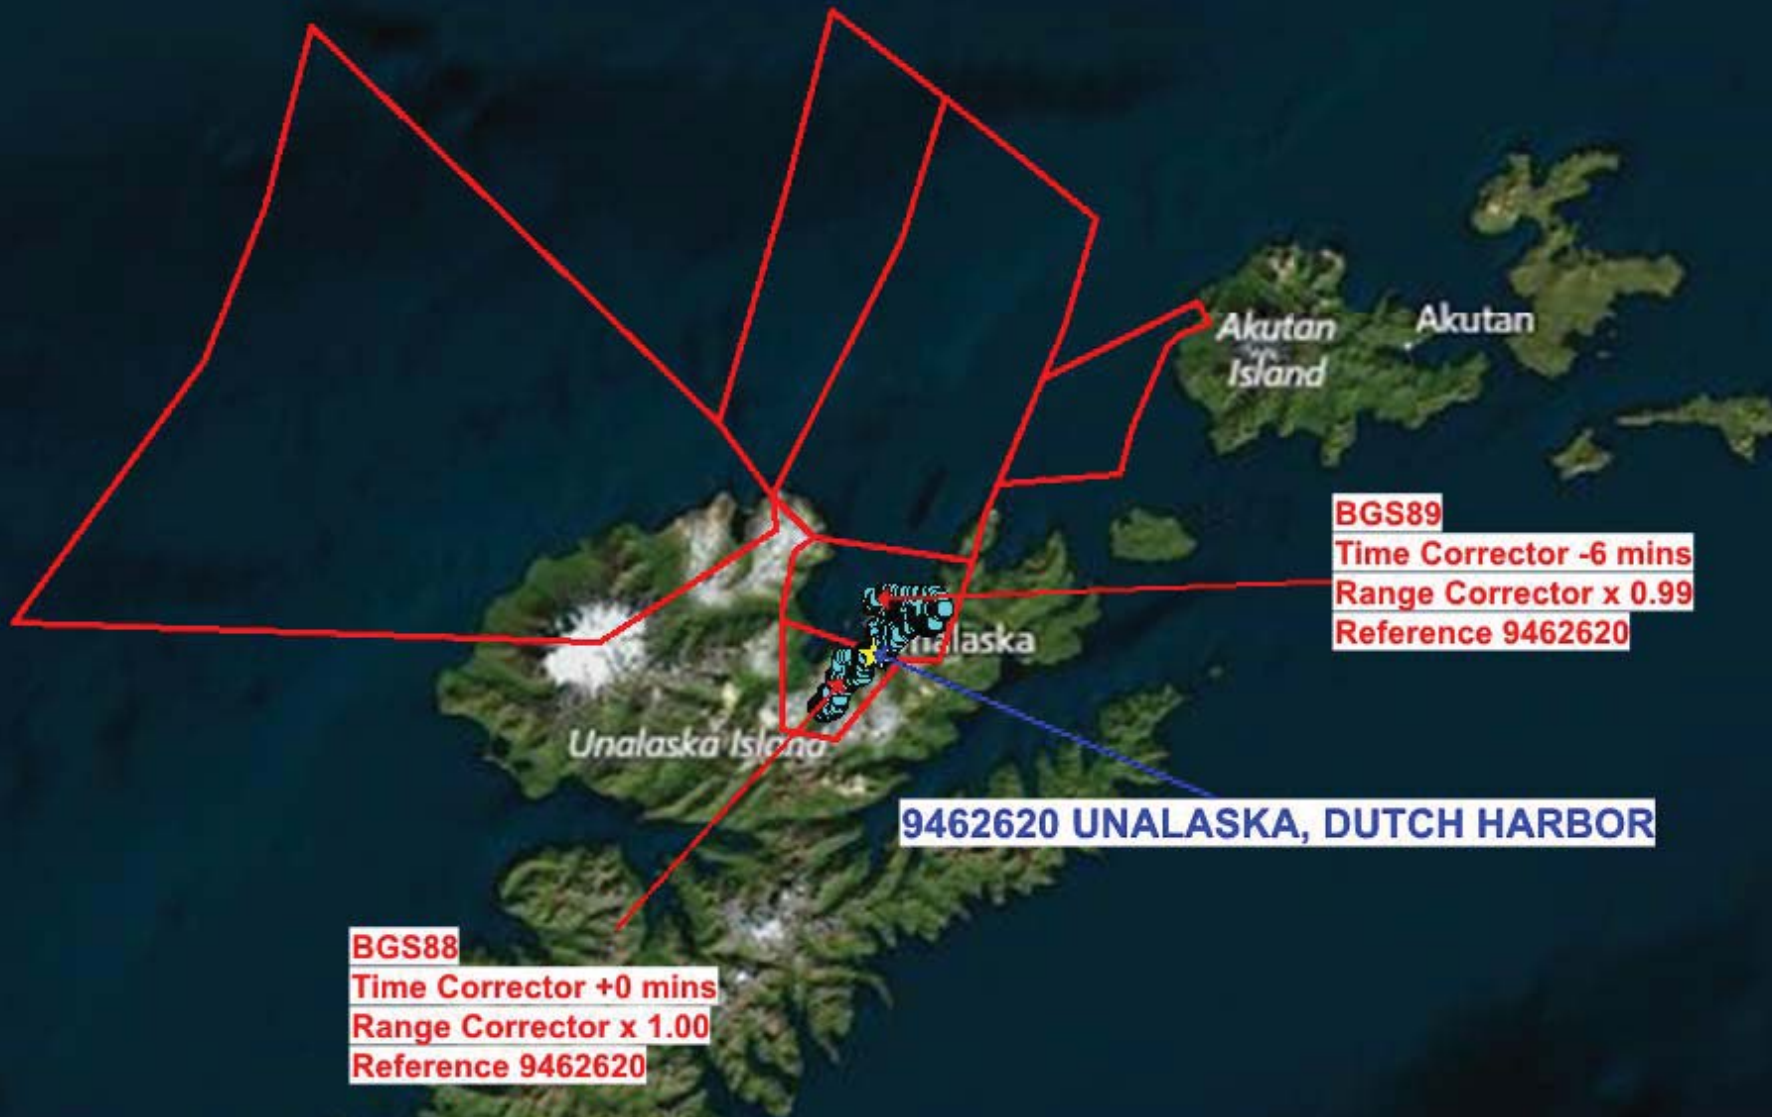 Akutan
Akutan
Island
BGS89
Time Corrector -6 mins
Range Corrector x 0.99
Reference 9462620
nalaska
Unalaska Island
9462620 UNALASKA, DUTCH HARBOR
BGS88
Time Corrector +0 mins
Range Corrector x 1.00
Reference 9462620